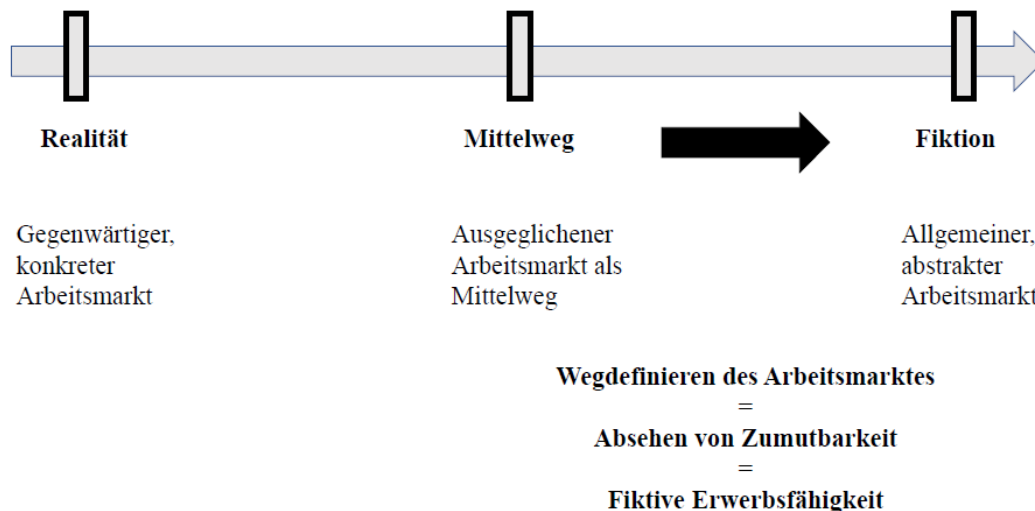 Realität
Mittelweg
Fiktion
Gegenwärtiger,
konkreter
Arbeitsmarkt
Ausgeglichener
Arbeitsmarkt als
Mittelweg
Allgemeiner,
abstrakter
Arbeitsmarkt
Wegdefinieren des Arbeitsmarktes
=
Absehen von Zumutbarkeit
=
Fiktive Erwerbsfähigkeit